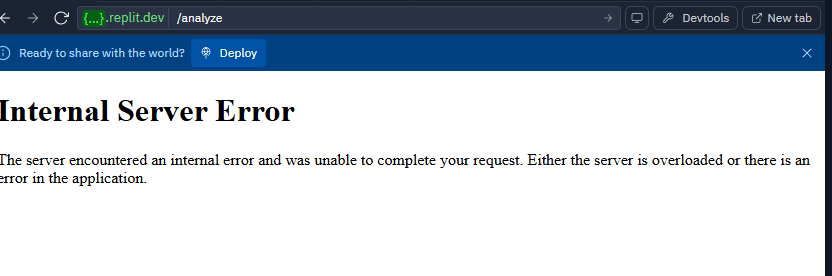 {...}.replit.dev /analyze Devtools New tab
Ready to share with the world? Deploy
Internal Server Error
The server encountered an internal error and was unable to complete your request. Either the server is overloaded or there is an
error in the application.